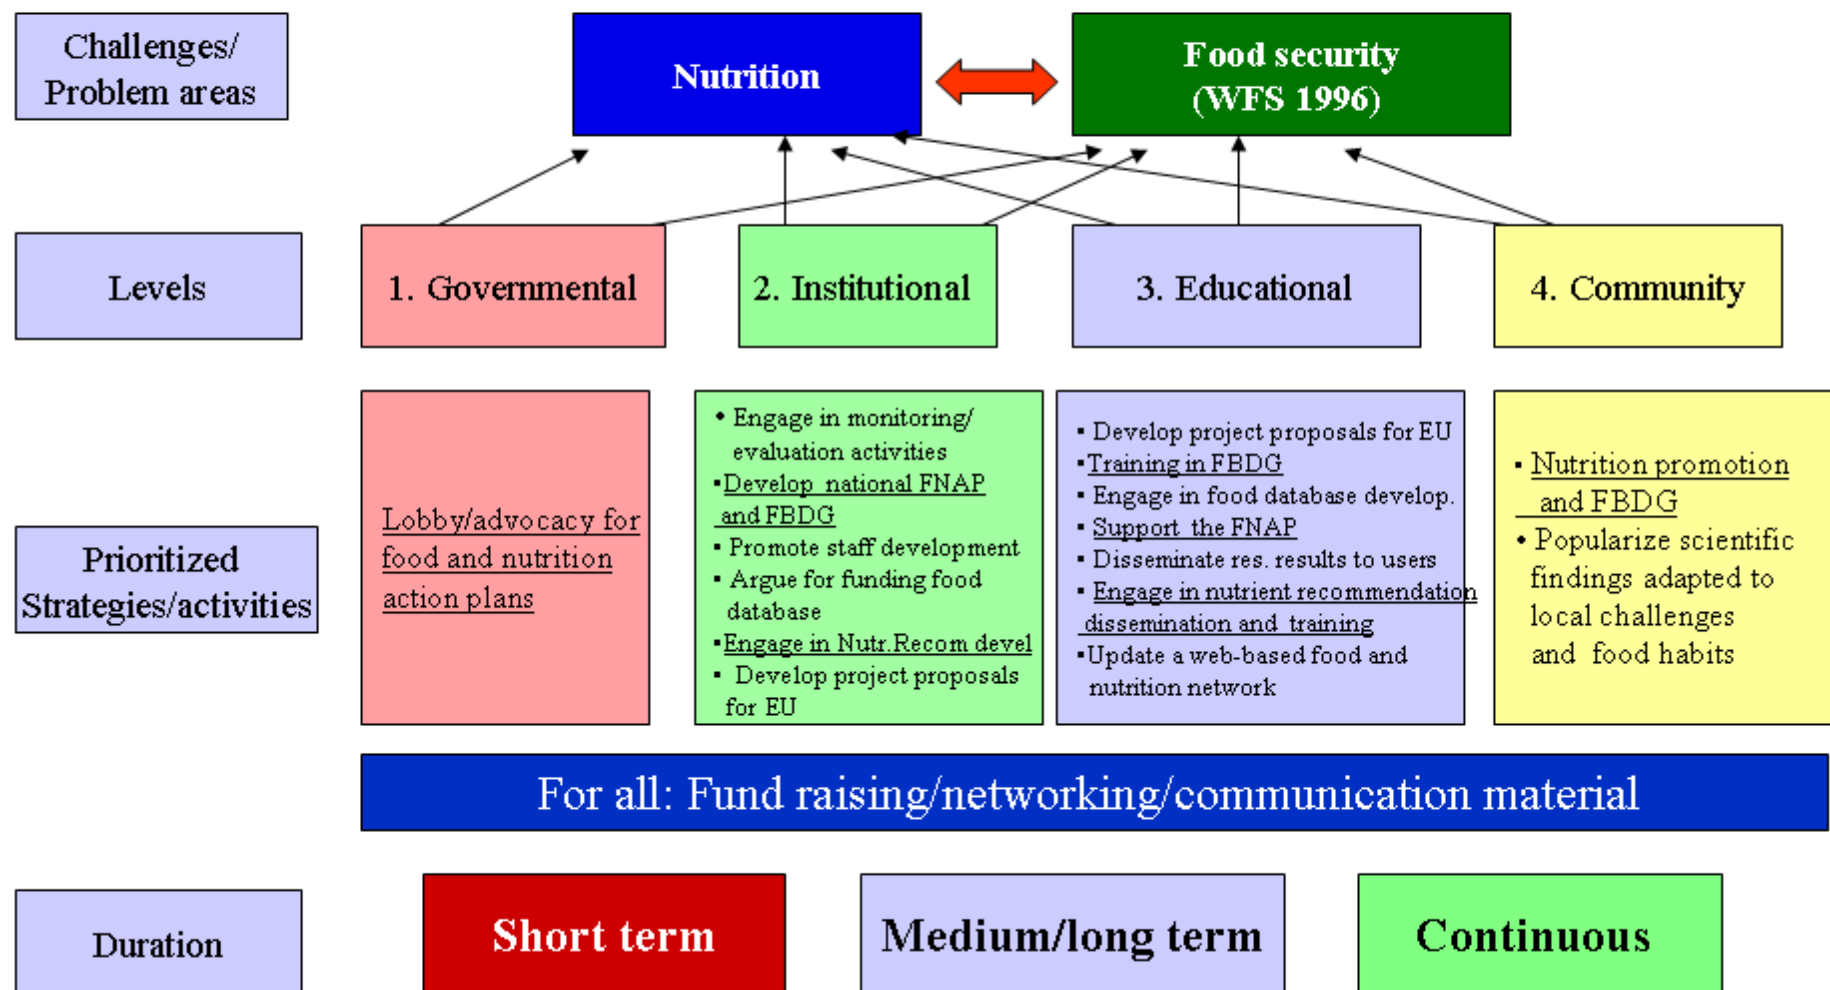 Challenges/
Problem areas
Nutrition
Food security
(WFS 1996)
Levels
1. Governmental
2. Institutional
3. Educational
4. Community
Prioritized
Strategies/activities
Lobby/advocacy for
food and nutrition
action plans
• Engage in monitoring/
evaluation activities
▪Develop national FNAP
and FBDG
▪ Promote staff development
▪ Argue for funding food
database
▪Engage in Nutr.Recom devel
▪ Develop project proposals
for EU
▪ Develop project proposals for EU
▪Training in FBDG
▪ Engage in food database develop.
▪ Support the FNAP
▪ Disseminate res. results to users
▪ Engage in nutrient recommendation
dissemination and training
▪Update a web-based food and
nutrition network
▪ Nutrition promotion
and FBDG
• Popularize scientific
findings adapted to
local challenges
and food habits
For all: Fund raising/networking/communication material
Duration
Short term
Medium/long term
Continuous